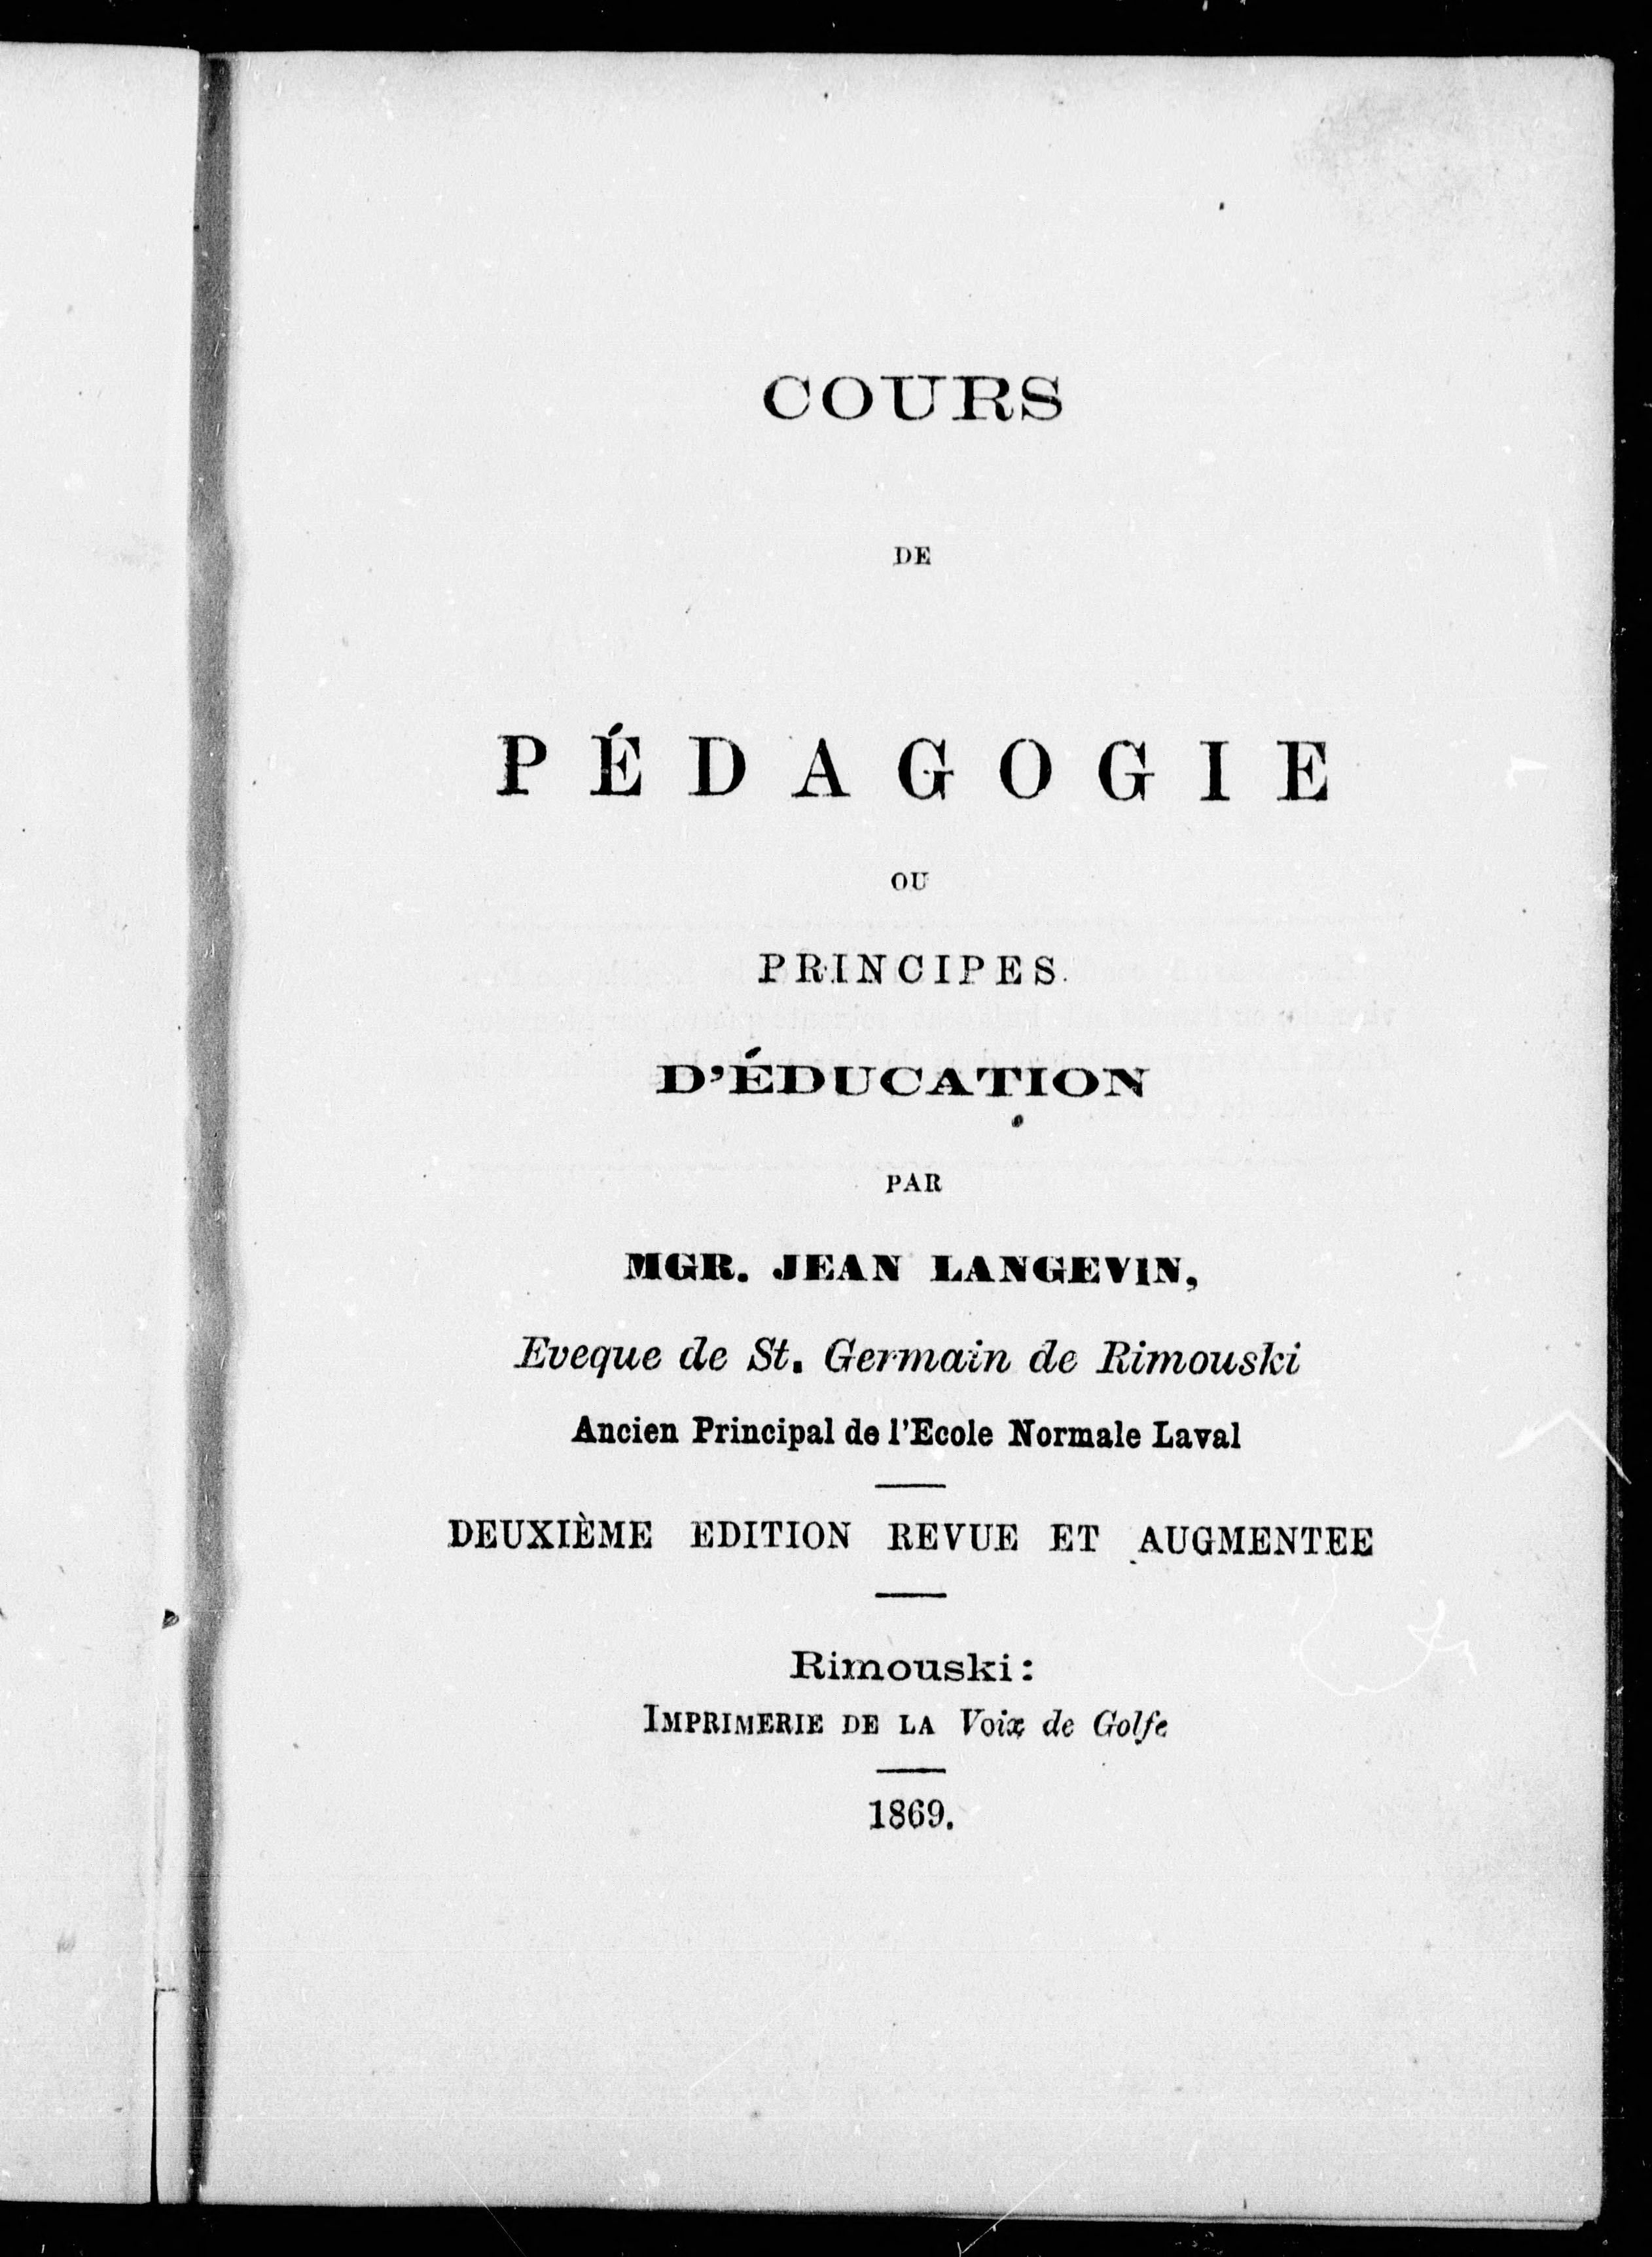 COURS
DE
PÉDAGOGIE
OU
PRINCIPES
D'ÉDUCATION
PAR
MGR. JEAN LANGEVIN,
Eveque de St. Germain de Rimouski
Ancien Principal de l'Ecole Normale Laval
DEUXIÈME EDITION REVUE ET AUGMENTEE
Rimouski:
IMPRIMERIE DE LA Voix de Golfe
1869.